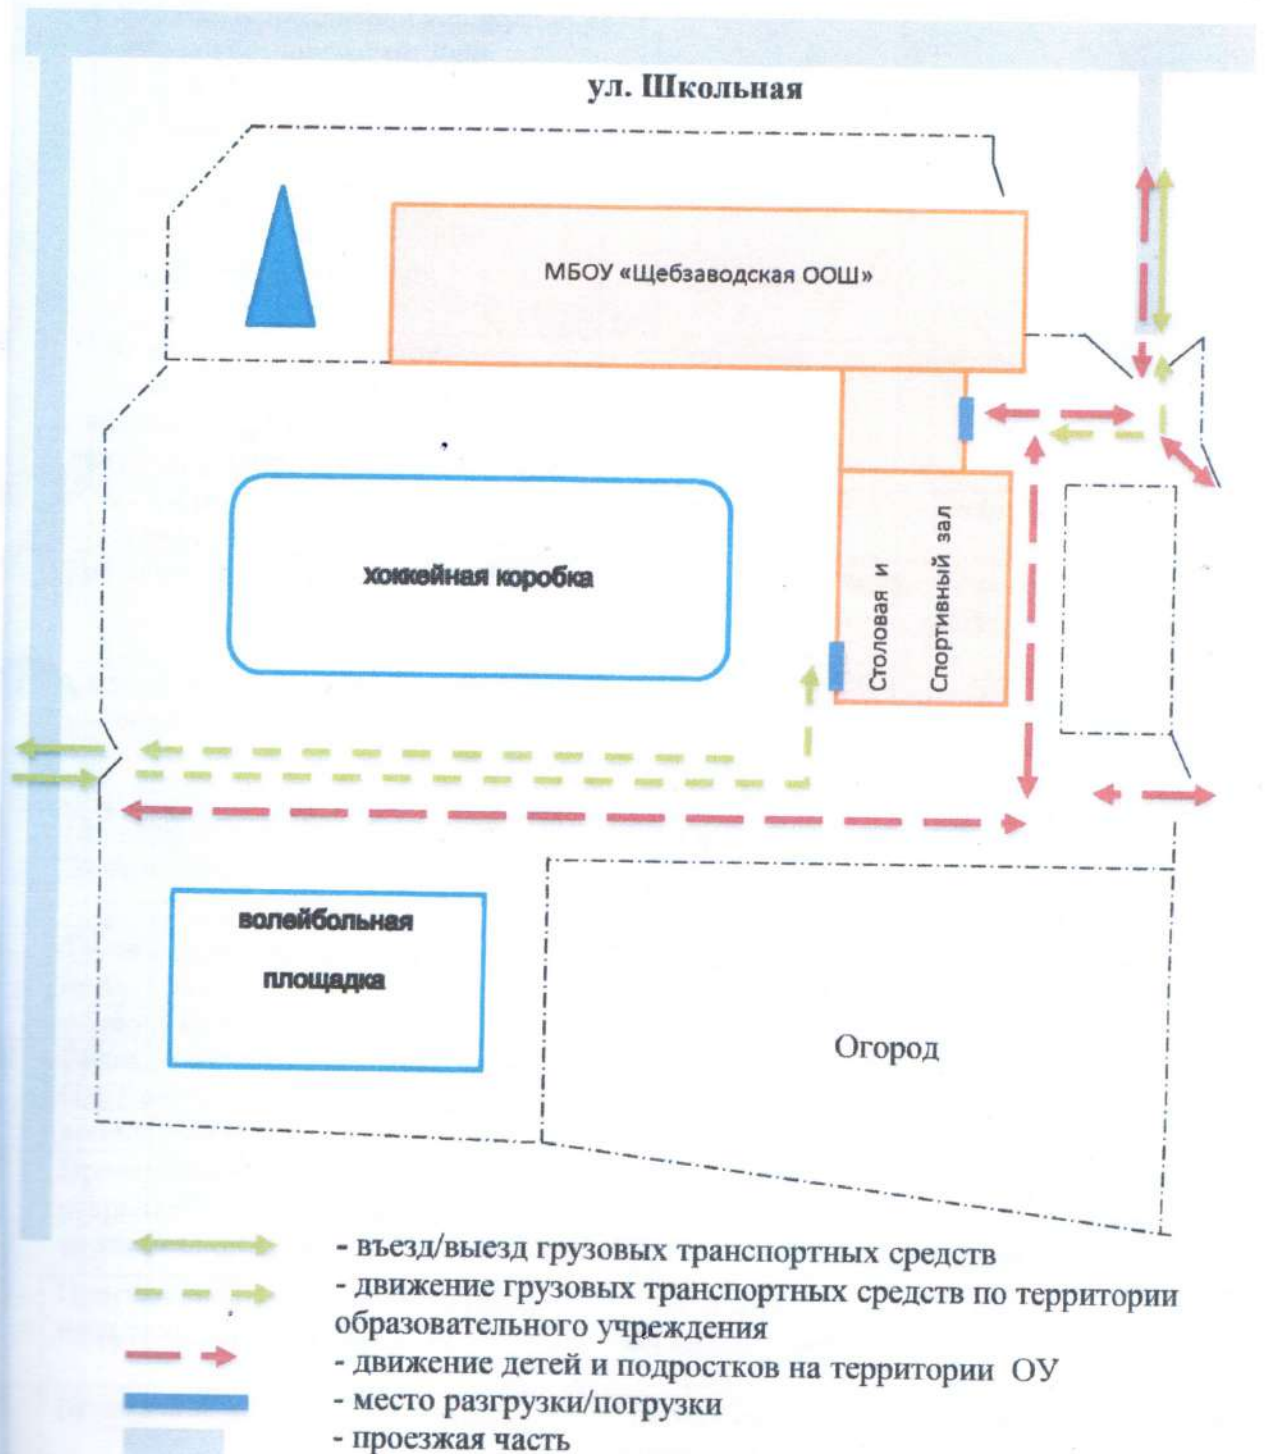 ул. Школьная
МБОУ «Щебзаводская ООШ»
хоккейная коробка
Столовая и
Спортивный зал
волейбольная
площадка
Огород
- въезд/выезд грузовых транспортных средств
- движение грузовых транспортных средств по территории
образовательного учреждения
- движение детей и подростков на территории ОУ
- место разгрузки/погрузки
- проезжая часть